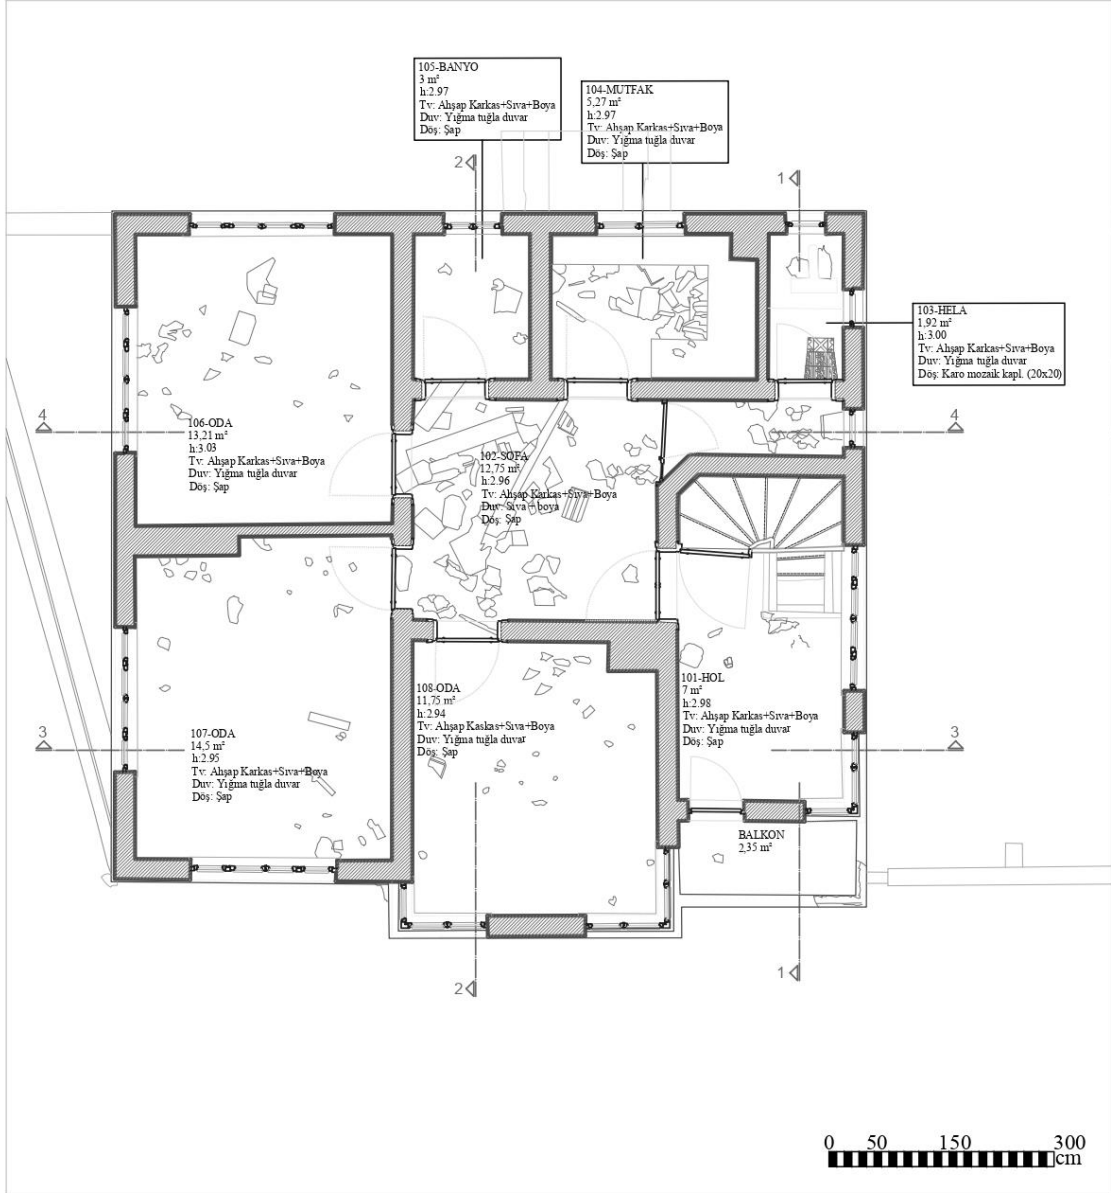 105-BANYO
3 m²
h:2.97
Tv: Ahşap Karkas+Sıva+Boya
Duv: Yığma tuğla duvar
Döş: Şap
104-MUTFAK
5,27 m²
h:2.97
Tv: Ahşap Karkas+Sıva+Boya
Duv: Yığma tuğla duvar
Döş: Şap
2
1
103-HELA
1,92 m²
h:3.00
Tv: Ahşap Karkas+Sıva+Boya
Duv: Yığma tuğla duvar
Döş: Karo mozaik kapl. (20x20)
4
4
106-ODA
13,21 m²
h:3.03
Tv: Ahşap Karkas+Sıva+Boya
Duv: Yığma tuğla duvar
Döş: Şap
102-SOFA
12,75 m²
h:2.96
Tv: Ahşap Karkas+Sıva+Boya
Duv: Sıva + boya
Döş: Şap
101-HOL
7 m²
h:2.98
Tv: Ahşap Karkas+Sıva+Boya
Duv: Yığma tuğla duvar
Döş: Şap
108-ODA
11,75 m²
h:2.94
Tv: Ahşap Kaskas+Sıva+Boya
Duv: Yığma tuğla duvar
Döş: Şap
3
3
107-ODA
14,5 m²
h:2.95
Tv: Ahşap Karkas+Sıva+Boya
Duv: Yığma tuğla duvar
Döş: Şap
BALKON
2,35 m²
2
1
0 50 150 300
cm